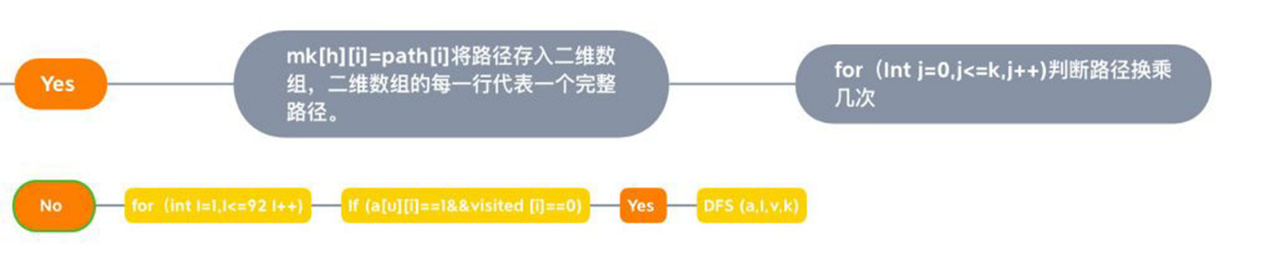 Yes
mk[h][i]=path[i]将路径存入二维数
组，二维数组的每一行代表一个完整
路径。
for（Int j=0,j<=k,j++)判断路径换乘
几次
No
for（int I=1,I<=92 I++)
If (a[u][i]==1&&visited [i]==0)
Yes
DFS (a,I,v,k)